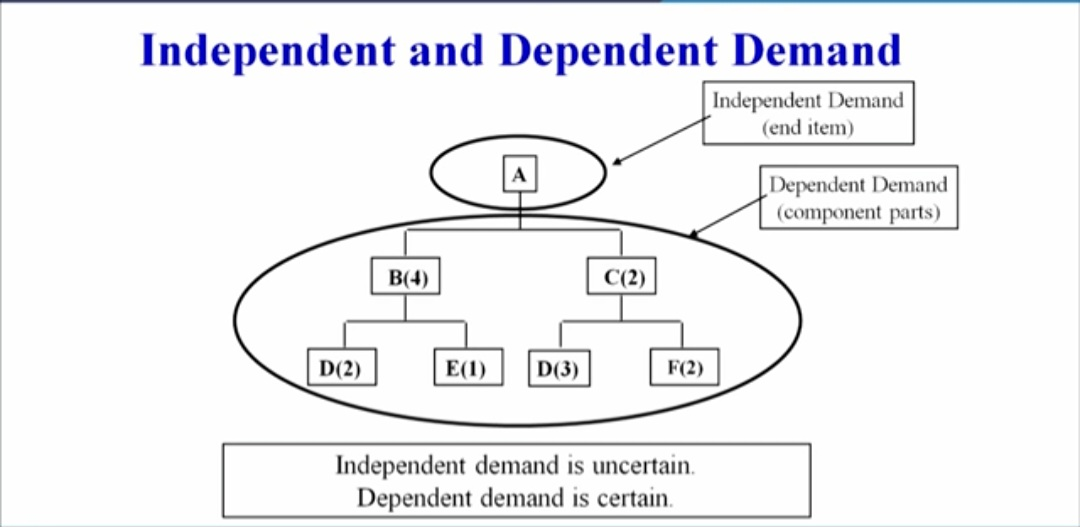 Independent and Dependent Demand
Independent Demand
(end item)
A
Dependent Demand
(component parts)
B(4)
C(2)
D(2)
E(1)
D(3)
F(2)
Independent demand is uncertain.
Dependent demand is certain.